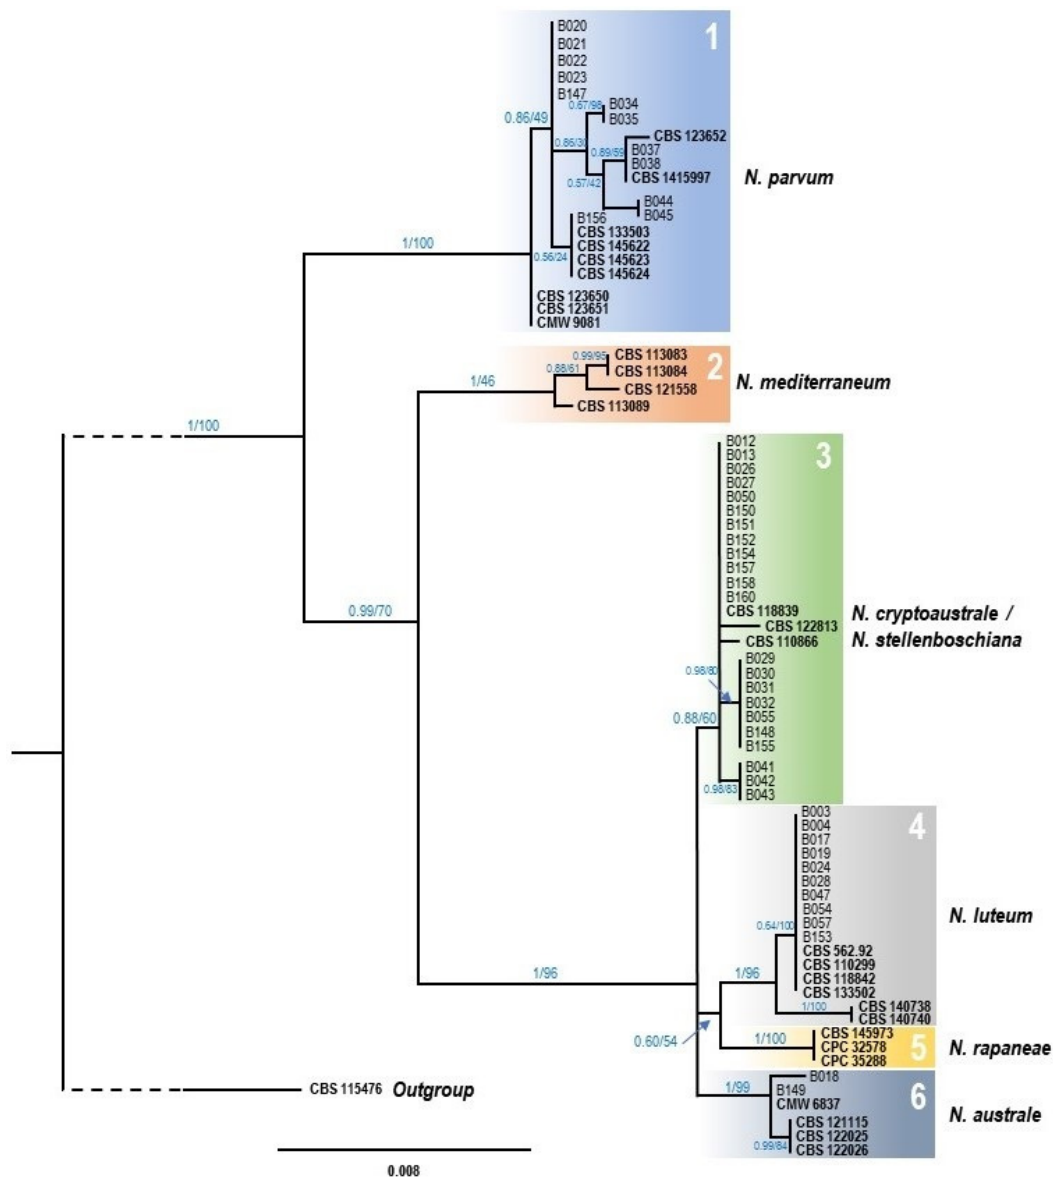 1
B020
B021
B022
B023
B147
0.86/49
0.67/98
B034
B035
0.86/30
CBS 123652
0.89/59
B037
B038
CBS 1415997
N. parvum
0.57/42
B044
B045
B156
CBS 133503
CBS 145622
0.56/24
CBS 145623
CBS 145624
1/100
CBS 123650
CBS 123651
CMW 9081
2
0.99/95
CBS 113083
0.88/61
CBS 113084
1/46
CBS 121558
CBS 113089
N. mediterraneum
1/100
3
B012
B013
B026
B027
B050
B150
B151
B152
B154
B157
B158
B160
CBS 118839
CBS 122813
CBS 110866
N. cryptoaustrale /
N. stellenboschiana
0.99/70
B029
0.98/80
B030
B031
B032
B055
B148
B155
0.88/60
B041
B042
0.98/83
B043
4
B003
B004
B017
B019
B024
B028
B047
B054
B057
0.64/100
B153
CBS 562.92
CBS 110299
CBS 118842
CBS 133502
N. luteum
1/96
1/96
1/100
CBS 140738
CBS 140740
0.60/54
1/100
CBS 145973
CPC 32578
CPC 35288
5
N. rapaneae
6
B018
1/99
B149
CMW 6837
CBS 121115
CBS 122025
0.99/64
CBS 122026
N. australe
CBS 115476 Outgroup
0.008